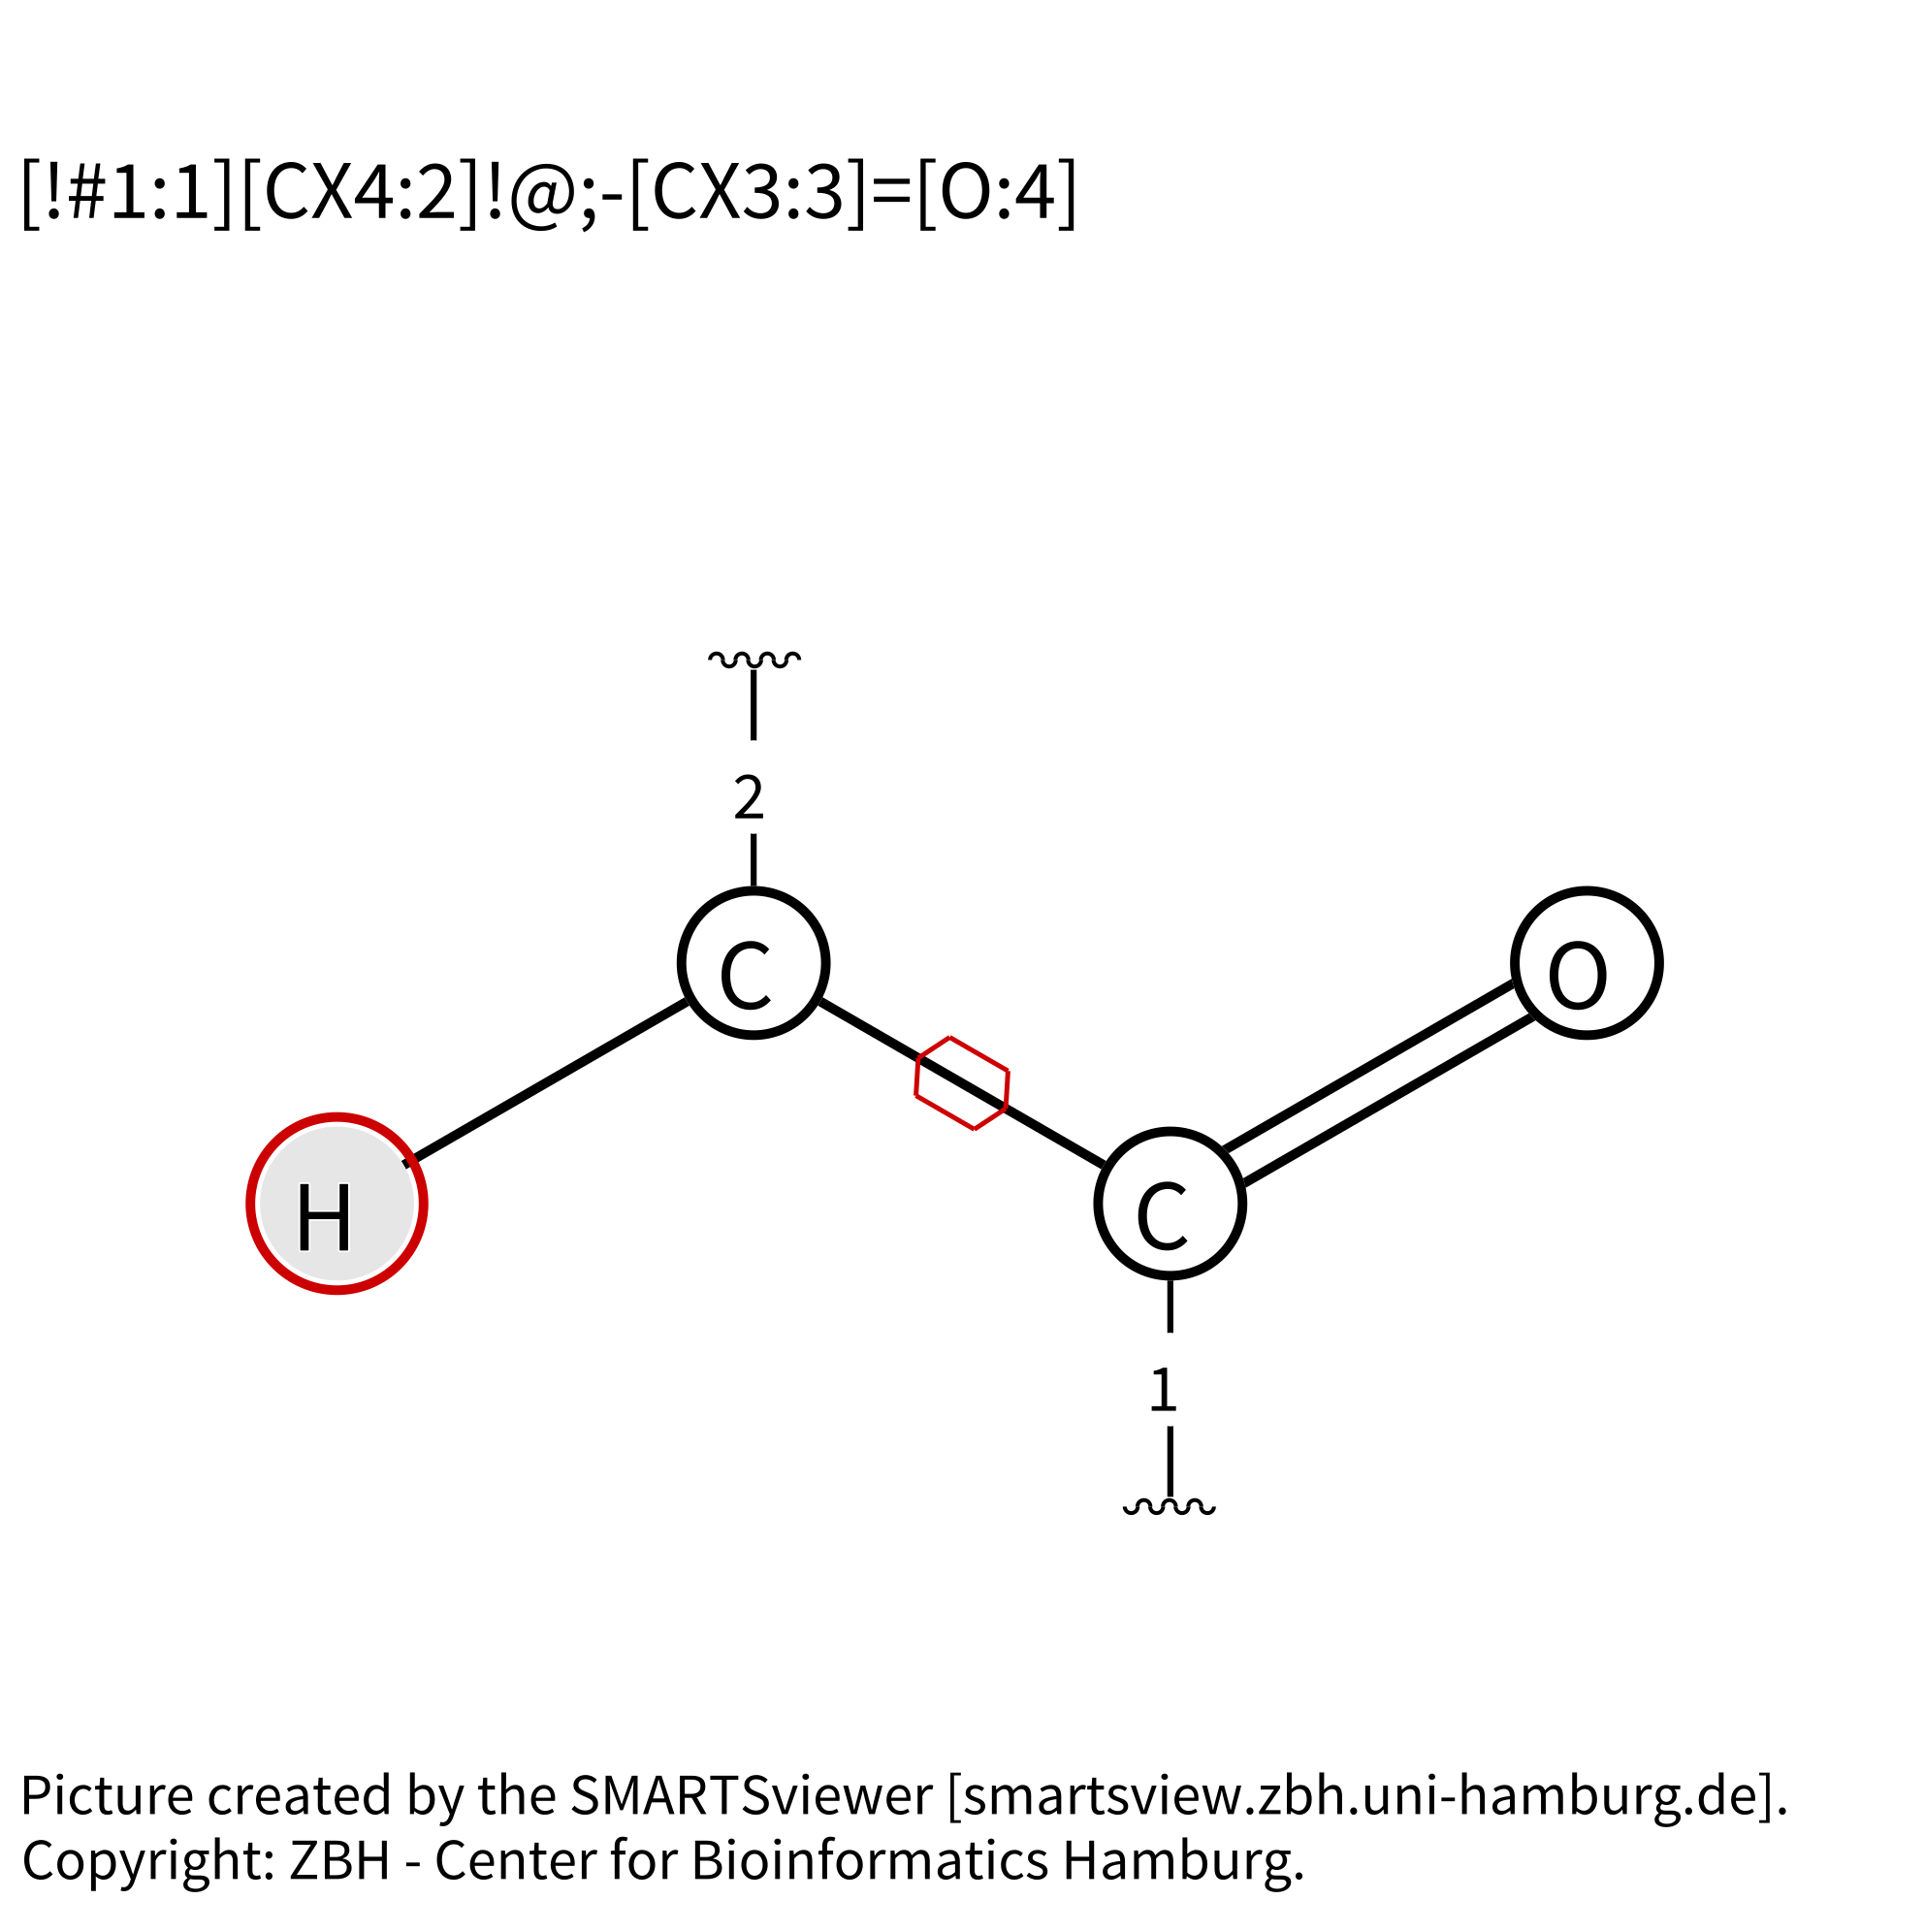 [!#1:1][CX4:2]!@;-[CX3:3]=[O:4]
2
C
O
H
C
1
Picture created by the SMARTSviewer [smartsview.zbh.uni-hamburg.de].
Copyright: ZBH - Center for Bioinformatics Hamburg.